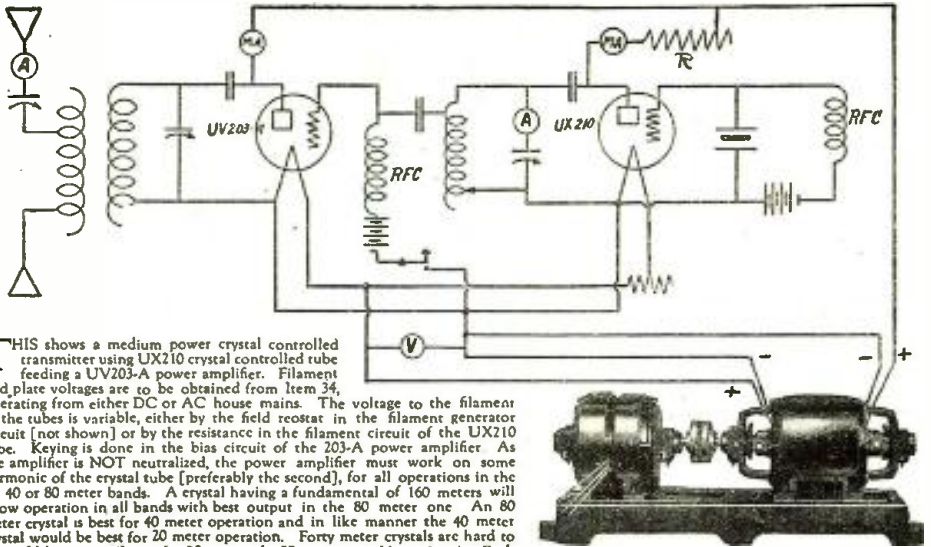 MA
MA
R
A
UV203-A
UX210
A
RFC
RFC
V
-
-
+
+
HIS shows a medium power crystal controlled
transmitter using UX210 crystal controlled tube
feeding a UV203-A power amplifier. Filament
d plate voltages are to be obtained from Item 34,
erating from either DC or AC house mains. The voltage to the filament
the tubes is variable, either by the field reostat in the filament generator
cuit [not shown] or by the resistance in the filament circuit of the UX210
be. Keying is done in the bias circuit of the 203-A power amplifier As
e amplifier is NOT neutralized, the power amplifier must work on some
rmonic of the crystal tube [preferably the second], for all operations in the
40 or 80 meter bands. A crystal having a fundamental of 160 meters will
ow operation in all bands with best output in the 80 meter one An 80
eter crystal is best for 40 meter operation and in like manner the 40 meter
ystal would be best for 20 meter operation. Forty meter crystals are hard to